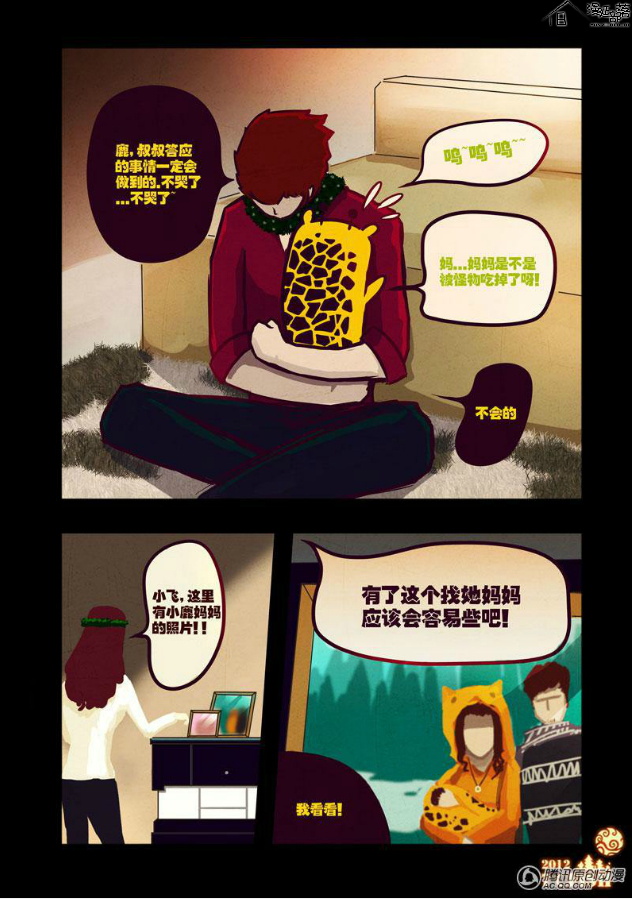 漫画部落
鹿，叔叔答应
的事情一定会
做到的.不哭了
...不哭了~
呜~呜~呜~~
妈...妈妈是不是
被怪物吃掉了呀!
不会的
小飞，这里
有小鹿妈妈
的照片！！
有了这个找她妈妈
应该会容易些吧!
我看看!
2012
腾讯原创动漫
AC.QQ.COM